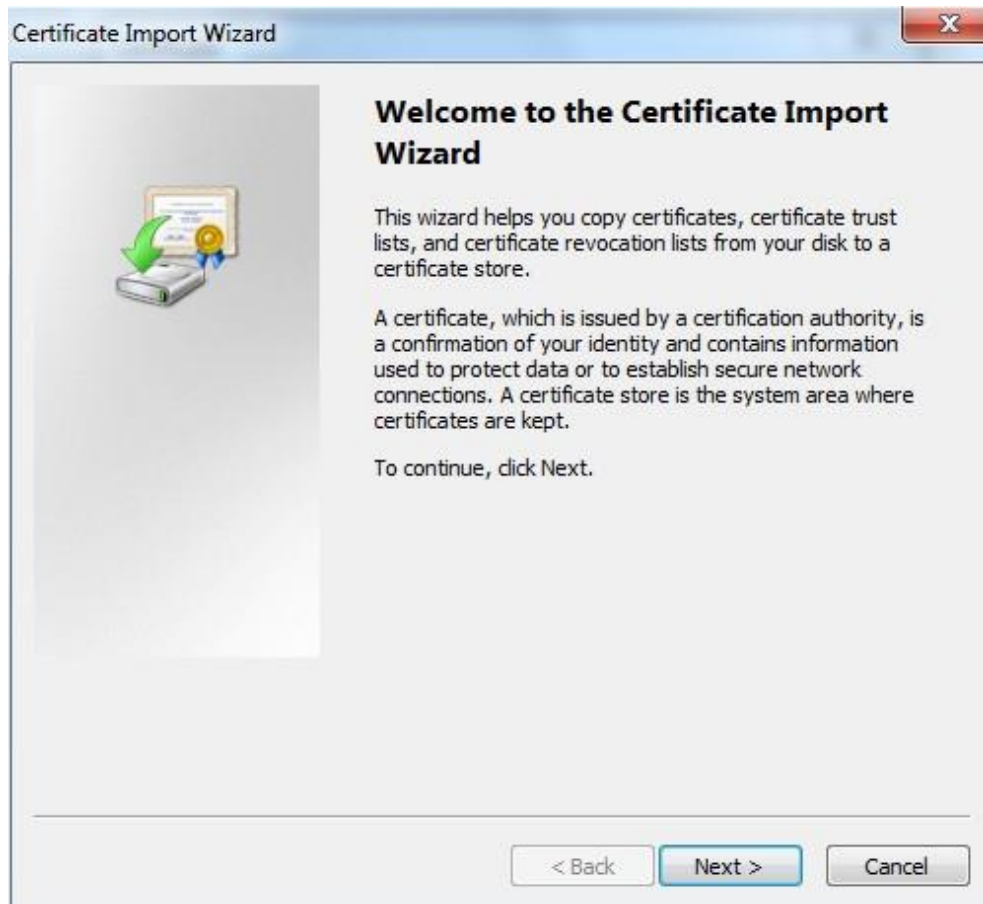 Certificate Import Wizard
Welcome to the Certificate Import
Wizard
This wizard helps you copy certificates, certificate trust
lists, and certificate revocation lists from your disk to a
certificate store.
A certificate, which is issued by a certification authority, is
a confirmation of your identity and contains information
used to protect data or to establish secure network
connections. A certificate store is the system area where
certificates are kept.
To continue, click Next.
< Back Next > Cancel